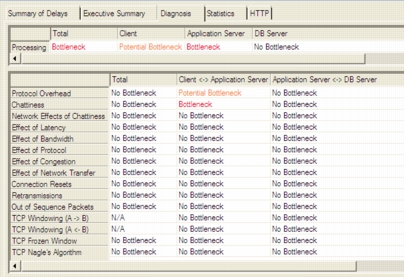 Summary of Delays Executive Summary Diagnosis Statistics HTTP
Total Client Application Server DB Server
Processing Bottleneck Potential Bottleneck Bottleneck No Bottleneck
Total Client <-> Application Server Application Server <-> DB Server
Protocol Overhead No Bottleneck Potential Bottleneck No Bottleneck
Chattiness No Bottleneck Bottleneck No Bottleneck
Network Effects of Chattiness No Bottleneck No Bottleneck No Bottleneck
Effect of Latency No Bottleneck No Bottleneck No Bottleneck
Effect of Bandwidth No Bottleneck No Bottleneck No Bottleneck
Effect of Protocol No Bottleneck No Bottleneck No Bottleneck
Effect of Congestion No Bottleneck No Bottleneck No Bottleneck
Effect of Network Transfer No Bottleneck No Bottleneck No Bottleneck
Connection Resets No Bottleneck No Bottleneck No Bottleneck
Retransmissions No Bottleneck No Bottleneck No Bottleneck
Out of Sequence Packets No Bottleneck No Bottleneck No Bottleneck
TCP Windowing (A -> B) N/A No Bottleneck No Bottleneck
TCP Windowing (A <- B) N/A No Bottleneck No Bottleneck
TCP Frozen Window No Bottleneck No Bottleneck No Bottleneck
TCP Nagle's Algorithm No Bottleneck No Bottleneck No Bottleneck